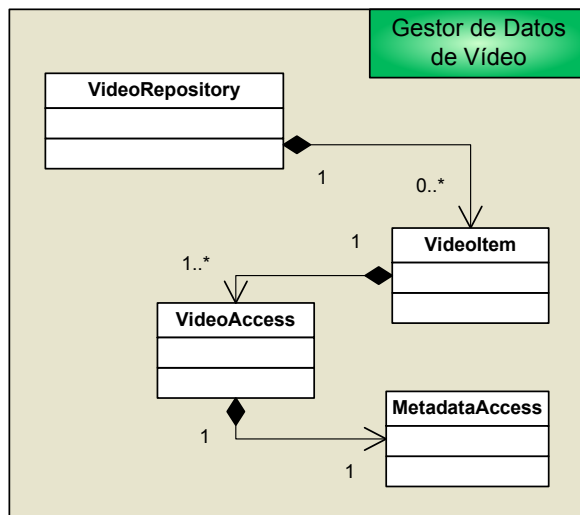 Gestor de Datos
de Vídeo
VideoRepository
1
0..*
VideoItem
1
1..*
VideoAccess
MetadataAccess
1
1